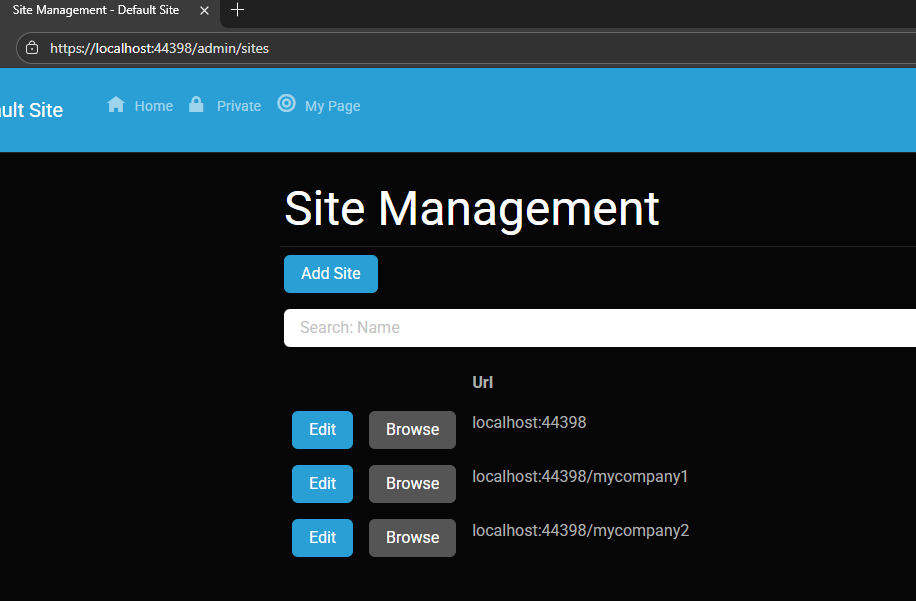 Site Management - Default Site
https://localhost:44398/admin/sites
ult Site Home Private My Page
Site Management
Add Site
Search: Name
Url
Edit Browse localhost:44398
Edit Browse localhost:44398/mycompany1
Edit Browse localhost:44398/mycompany2